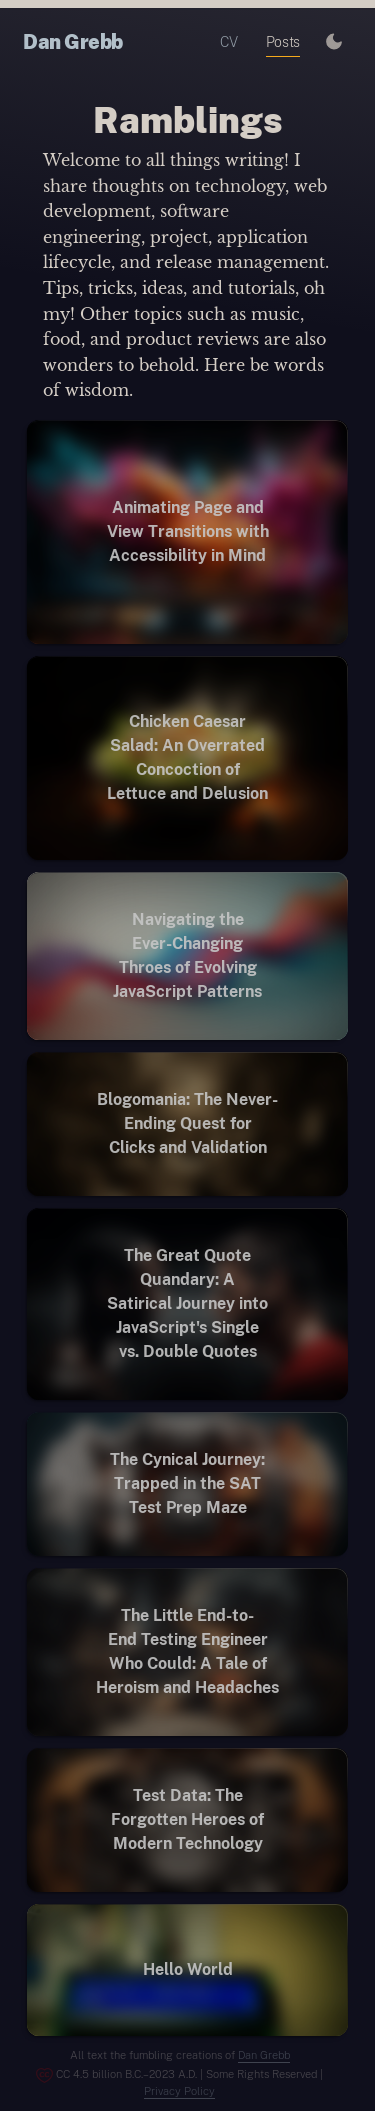 Dan Grebb
CV
Posts
Ramblings
Welcome to all things writing! I
share thoughts on technology, web
development, software
engineering, project, application
lifecycle, and release management.
Tips, tricks, ideas, and tutorials, oh
my! Other topics such as music,
food, and product reviews are also
wonders to behold. Here be words
of wisdom.
Animating Page and
View Transitions with
Accessibility in Mind
Chicken Caesar
Salad: An Overrated
Concoction of
Lettuce and Delusion
Navigating the
Ever-Changing
Throes of Evolving
JavaScript Patterns
Blogomania: The Never-
Ending Quest for
Clicks and Validation
The Great Quote
Quandary: A
Satirical Journey into
JavaScript's Single
vs. Double Quotes
The Cynical Journey:
Trapped in the SAT
Test Prep Maze
The Little End-to-
End Testing Engineer
Who Could: A Tale of
Heroism and Headaches
Test Data: The
Forgotten Heroes of
Modern Technology
Hello World
All text the fumbling creations of Dan Grebb
CC 4.5 billion B.C.–2023 A.D. | Some Rights Reserved |
Privacy Policy